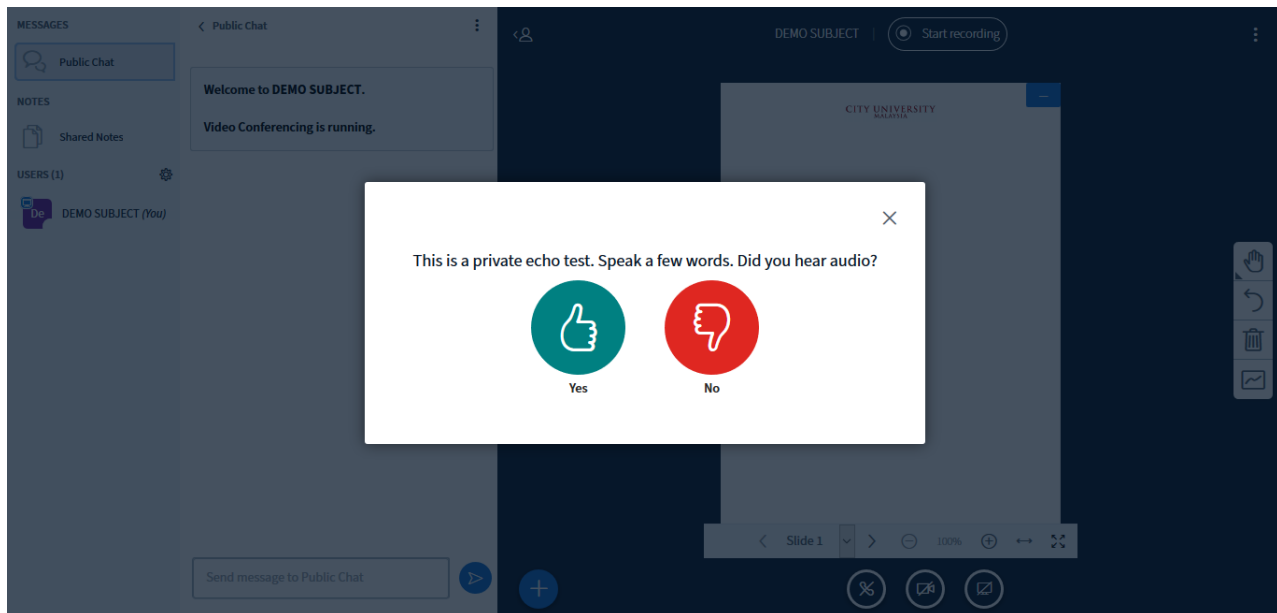 MESSAGES
Public Chat
NOTES
Shared Notes
USERS (1)
De
DEMO SUBJECT (You)
Public Chat
Welcome to DEMO SUBJECT.
Video Conferencing is running.
Send message to Public Chat
DEMO SUBJECT | Start recording
CITY UNIVERSITY
MALAYSIA
This is a private echo test. Speak a few words. Did you hear audio?
Yes
No
Slide 1
100%